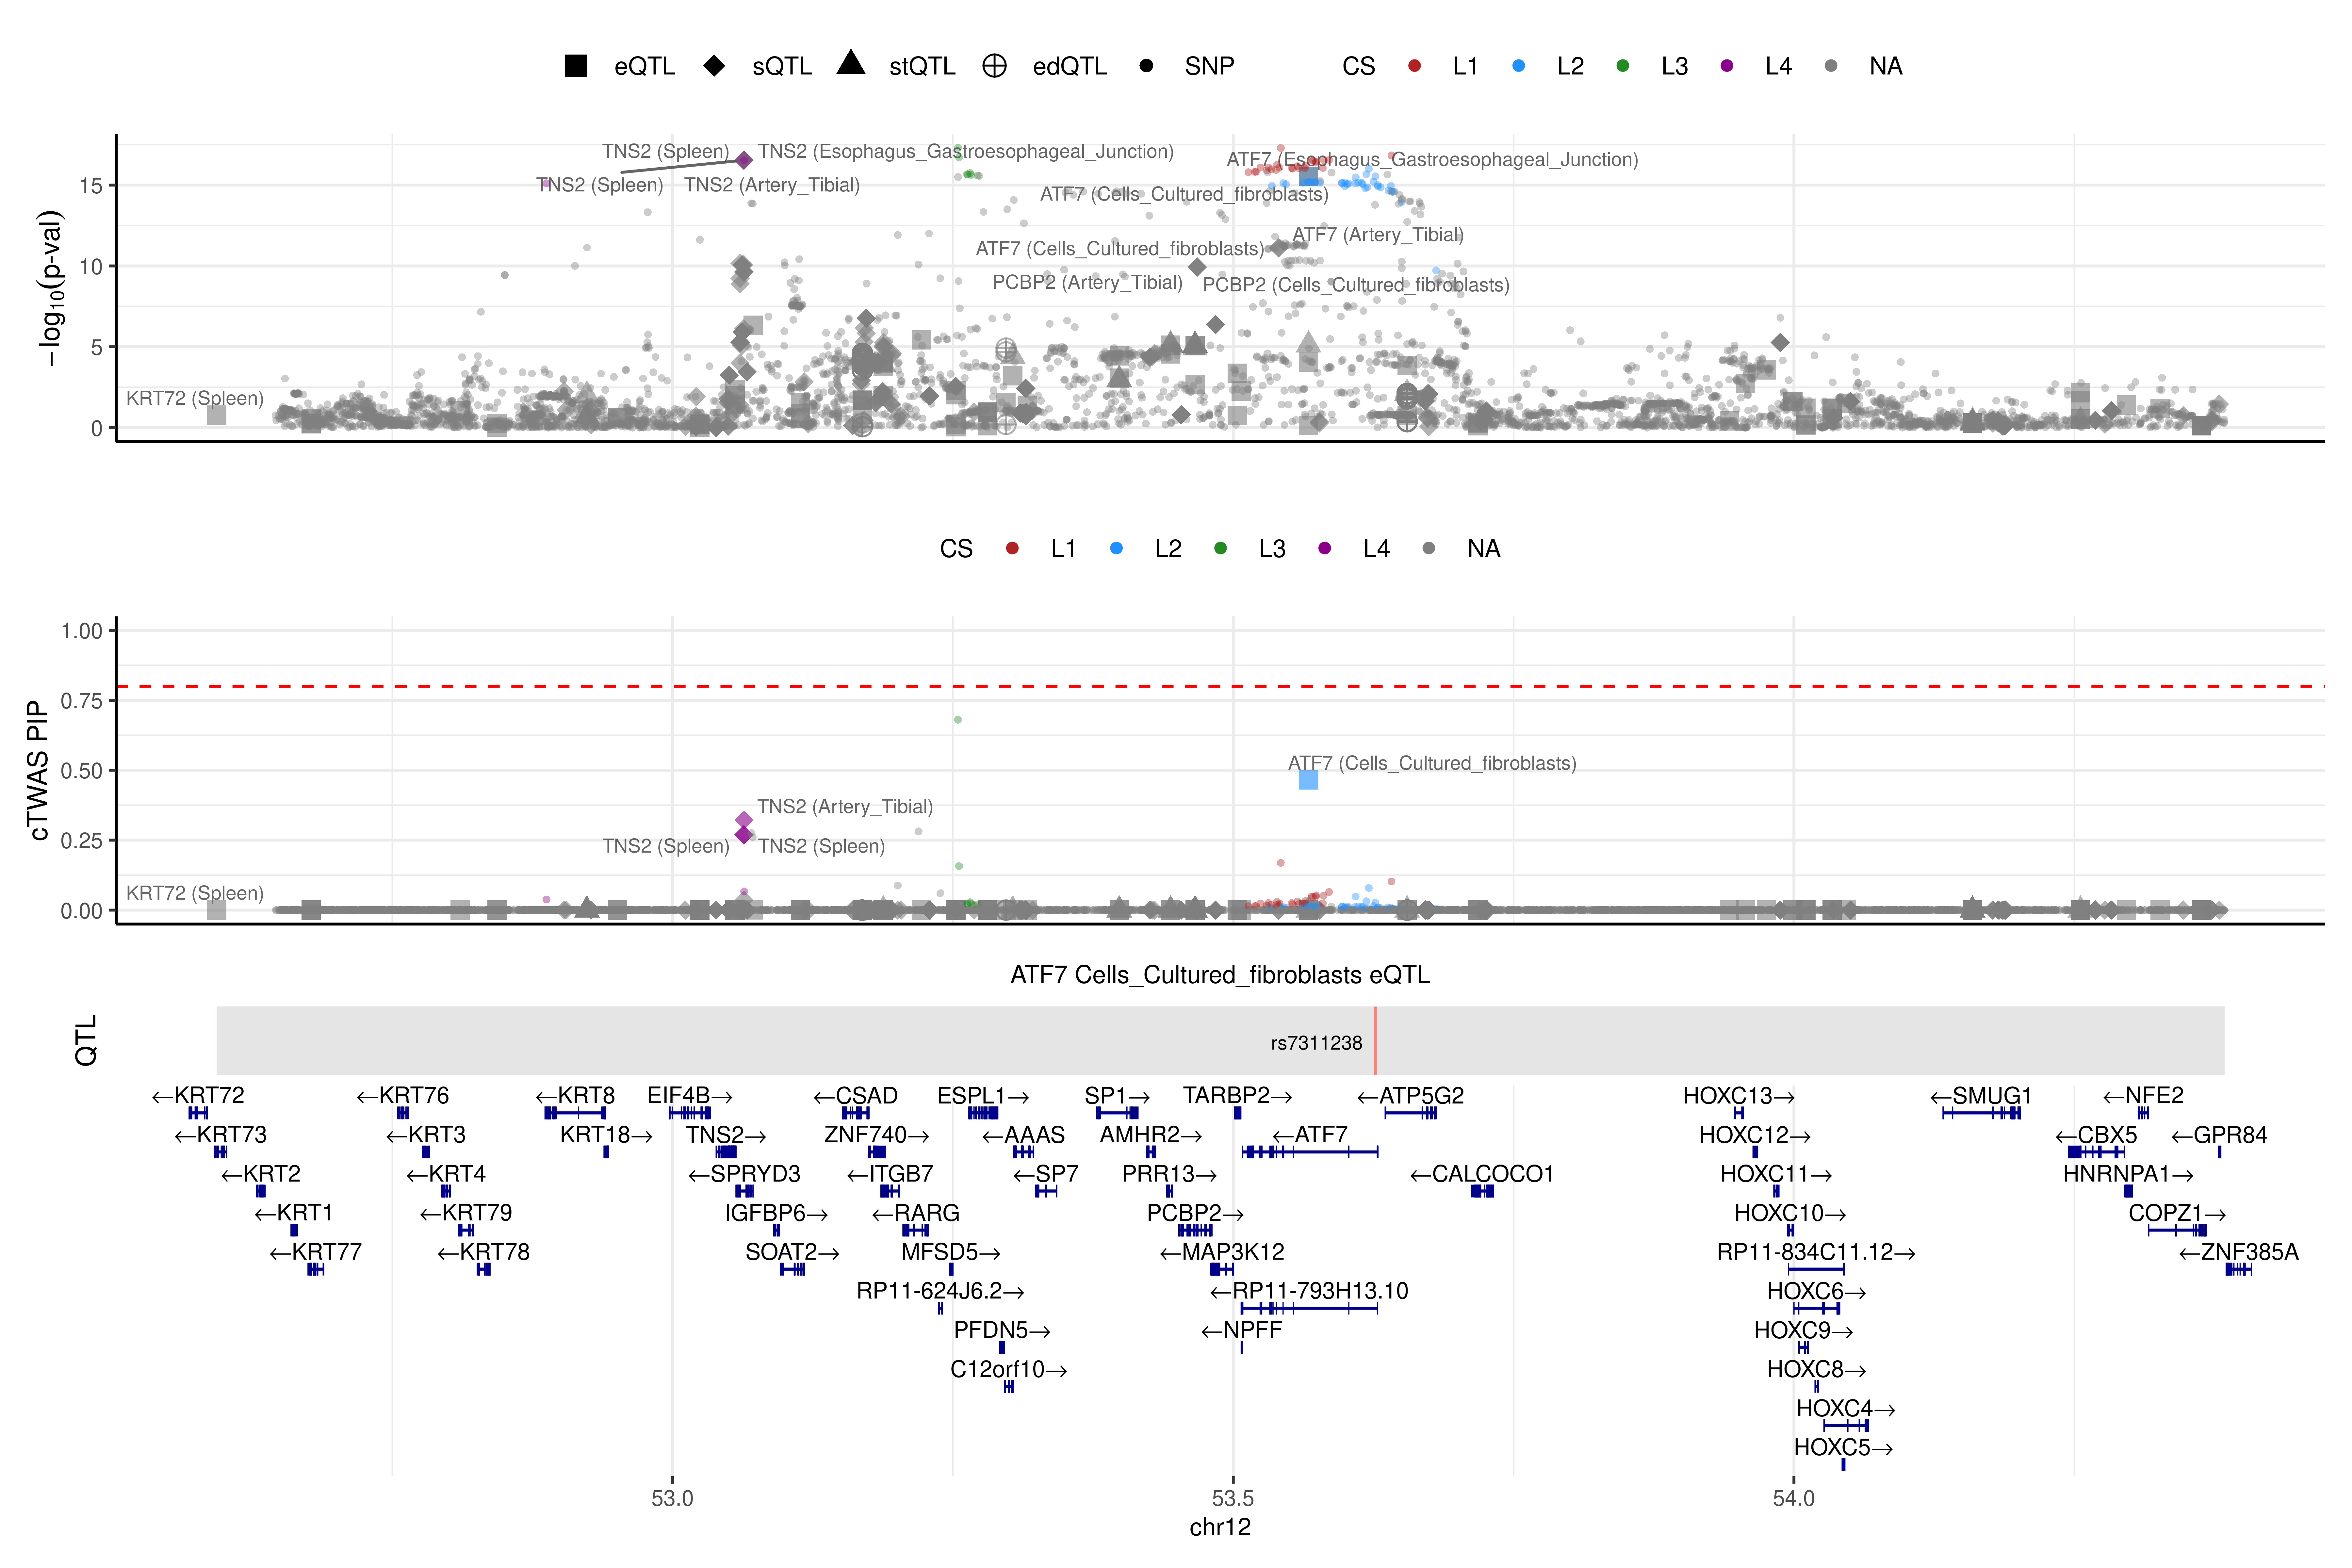 eQTL sQTL stQTL edQTL SNP CS L1 L2 L3 L4 NA
−log10(p-val)
15
10
5
0
TNS2 (Spleen) TNS2 (Esophagus_Gastroesophageal_Junction) ATF7 (Esophagus_Gastroesophageal_Junction)
TNS2 (Spleen) TNS2 (Artery_Tibial) ATF7 (Cells_Cultured_fibroblasts)
ATF7 (Cells_Cultured_fibroblasts) ATF7 (Artery_Tibial)
PCBP2 (Artery_Tibial) PCBP2 (Cells_Cultured_fibroblasts)
KRT72 (Spleen)
CS L1 L2 L3 L4 NA
cTWAS PIP
1.00
0.75
0.50
0.25
0.00
ATF7 (Cells_Cultured_fibroblasts)
TNS2 (Artery_Tibial)
TNS2 (Spleen) TNS2 (Spleen)
KRT72 (Spleen)
ATF7 Cells_Cultured_fibroblasts eQTL
QTL
rs7311238
←KRT72 ←KRT76 ←KRT8 EIF4B→ ←CSAD ESPL1→ SP1→ TARBP2→ ←ATP5G2 HOXC13→ ←SMUG1 ←NFE2
←KRT73 ←KRT3 KRT18→ TNS2→ ZNF740→ ←AAAS AMHR2→ ←ATF7 HOXC12→ ←CBX5 ←GPR84
←KRT2 ←KRT4 ←SPRYD3 ←ITGB7 ←SP7 PRR13→ ←CALCOCO1 HOXC11→ HNRNPA1→
←KRT1 ←KRT79 IGFBP6→ ←RARG PCBP2→ HOXC10→ COPZ1→
←KRT77 ←KRT78 SOAT2→ MFSD5→ ←MAP3K12 RP11-834C11.12→ ←ZNF385A
RP11-624J6.2→ ←RP11-793H13.10 HOXC6→
PFDN5→ ←NPFF HOXC9→
C12orf10→ HOXC8→
HOXC4→
HOXC5→
53.0 53.5 54.0
chr12